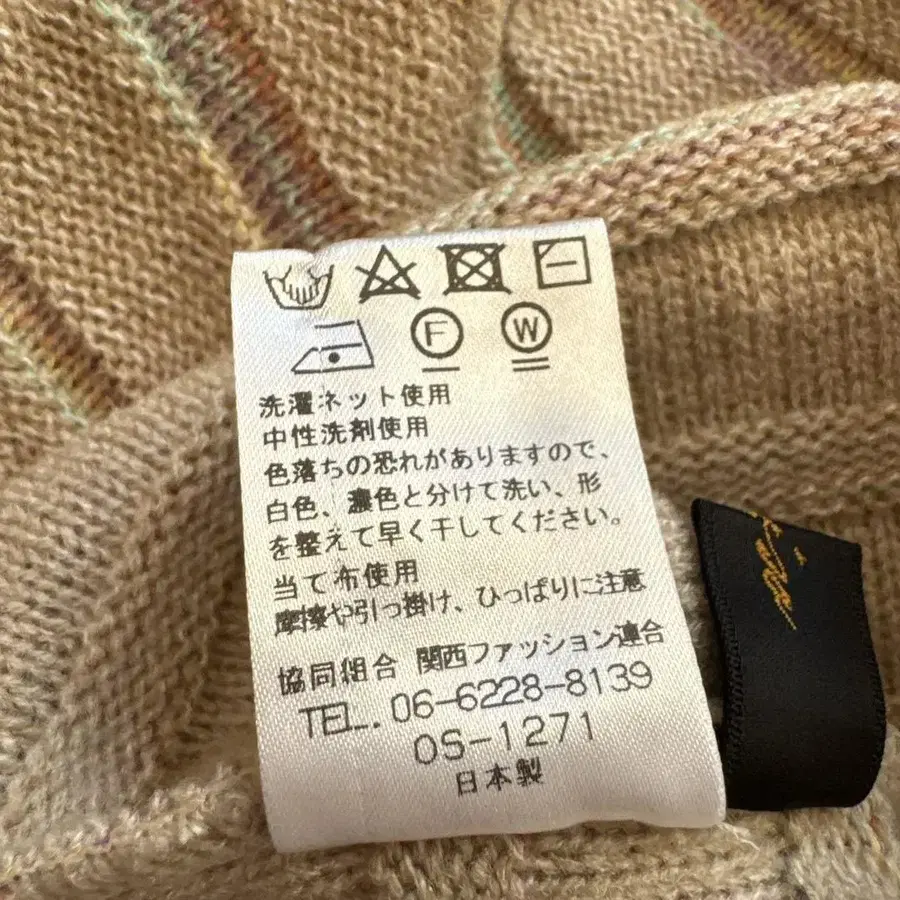 F W
洗濯ネット使用
中性洗剤使用
色落ちの恐れがありますので、
白色、濃色と分けて洗い、形
を整えて早く干してください。
当て布使用
摩擦や引っ掛け、ひっぱりに注意
協同組合 関西ファッション連合
TEL. 06-6228-8139
OS-1271
日本製